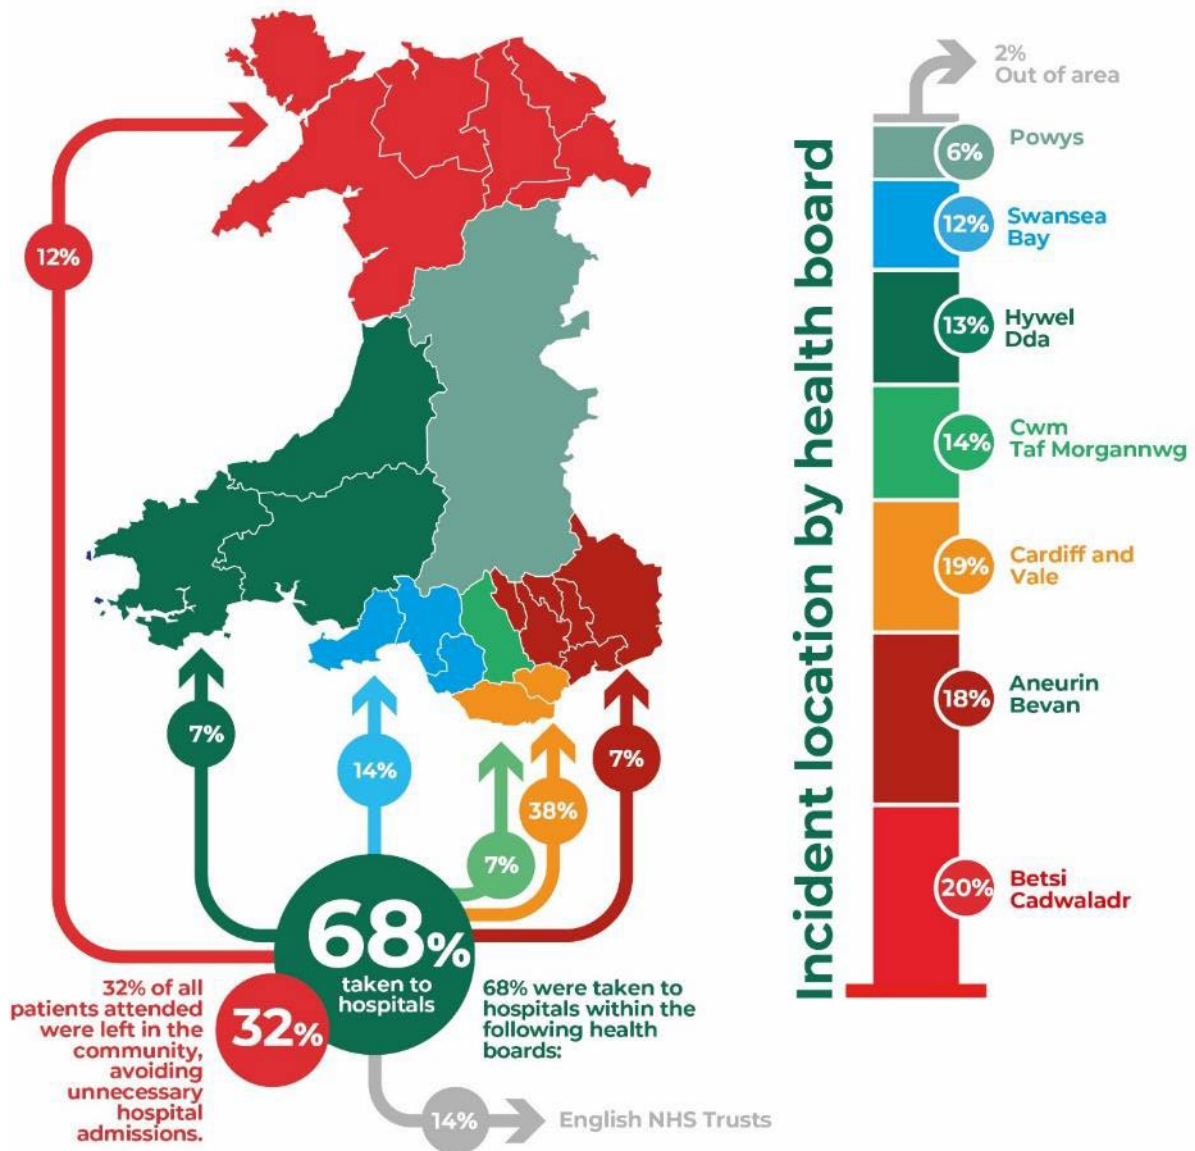 12%
7%
14%
7%
38%
7%
68%
taken to
hospitals
32%
32% of all
patients attended
were left in the
community,
avoiding
unnecessary
hospital
admissions.
68% were taken to
hospitals within the
following health
boards:
14%
English NHS Trusts
Incident location by health board
2%
Out of area
6%
Powys
12%
Swansea
Bay
13%
Hywel
Dda
14%
Cwm
Taf Morgannwg
19%
Cardiff and
Vale
18%
Aneurin
Bevan
20%
Betsi
Cadwaladr